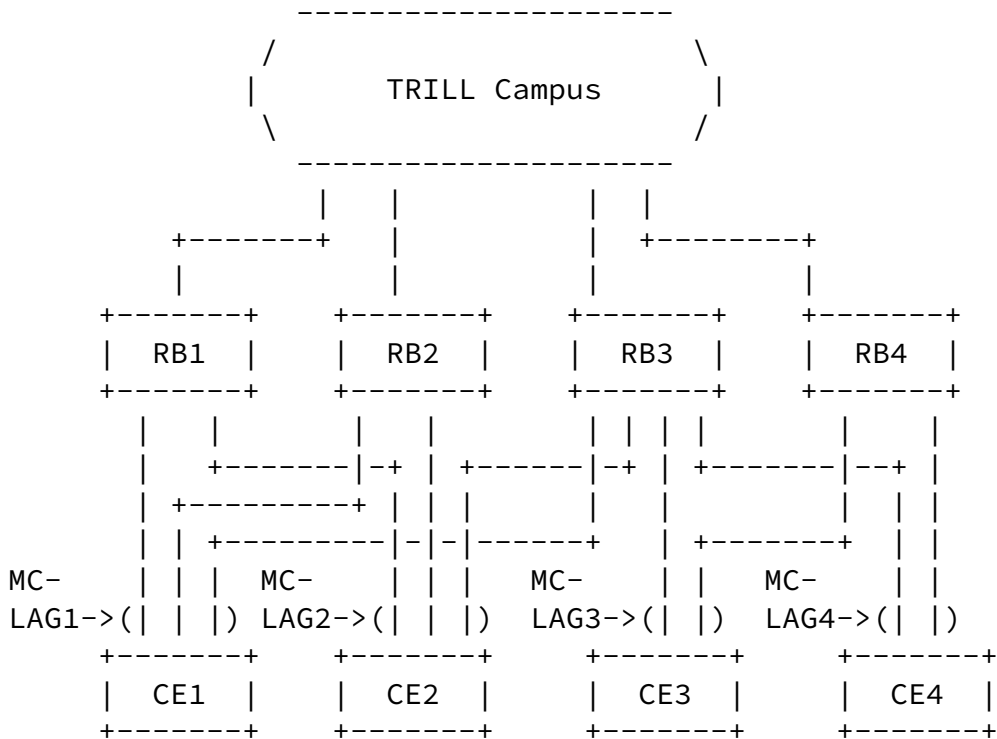 TRILL Campus
RB1 RB2 RB3 RB4
MC- MC- MC- MC-
LAG1->( ) LAG2->( ) LAG3->( ) LAG4->( )
CE1 CE2 CE3 CE4